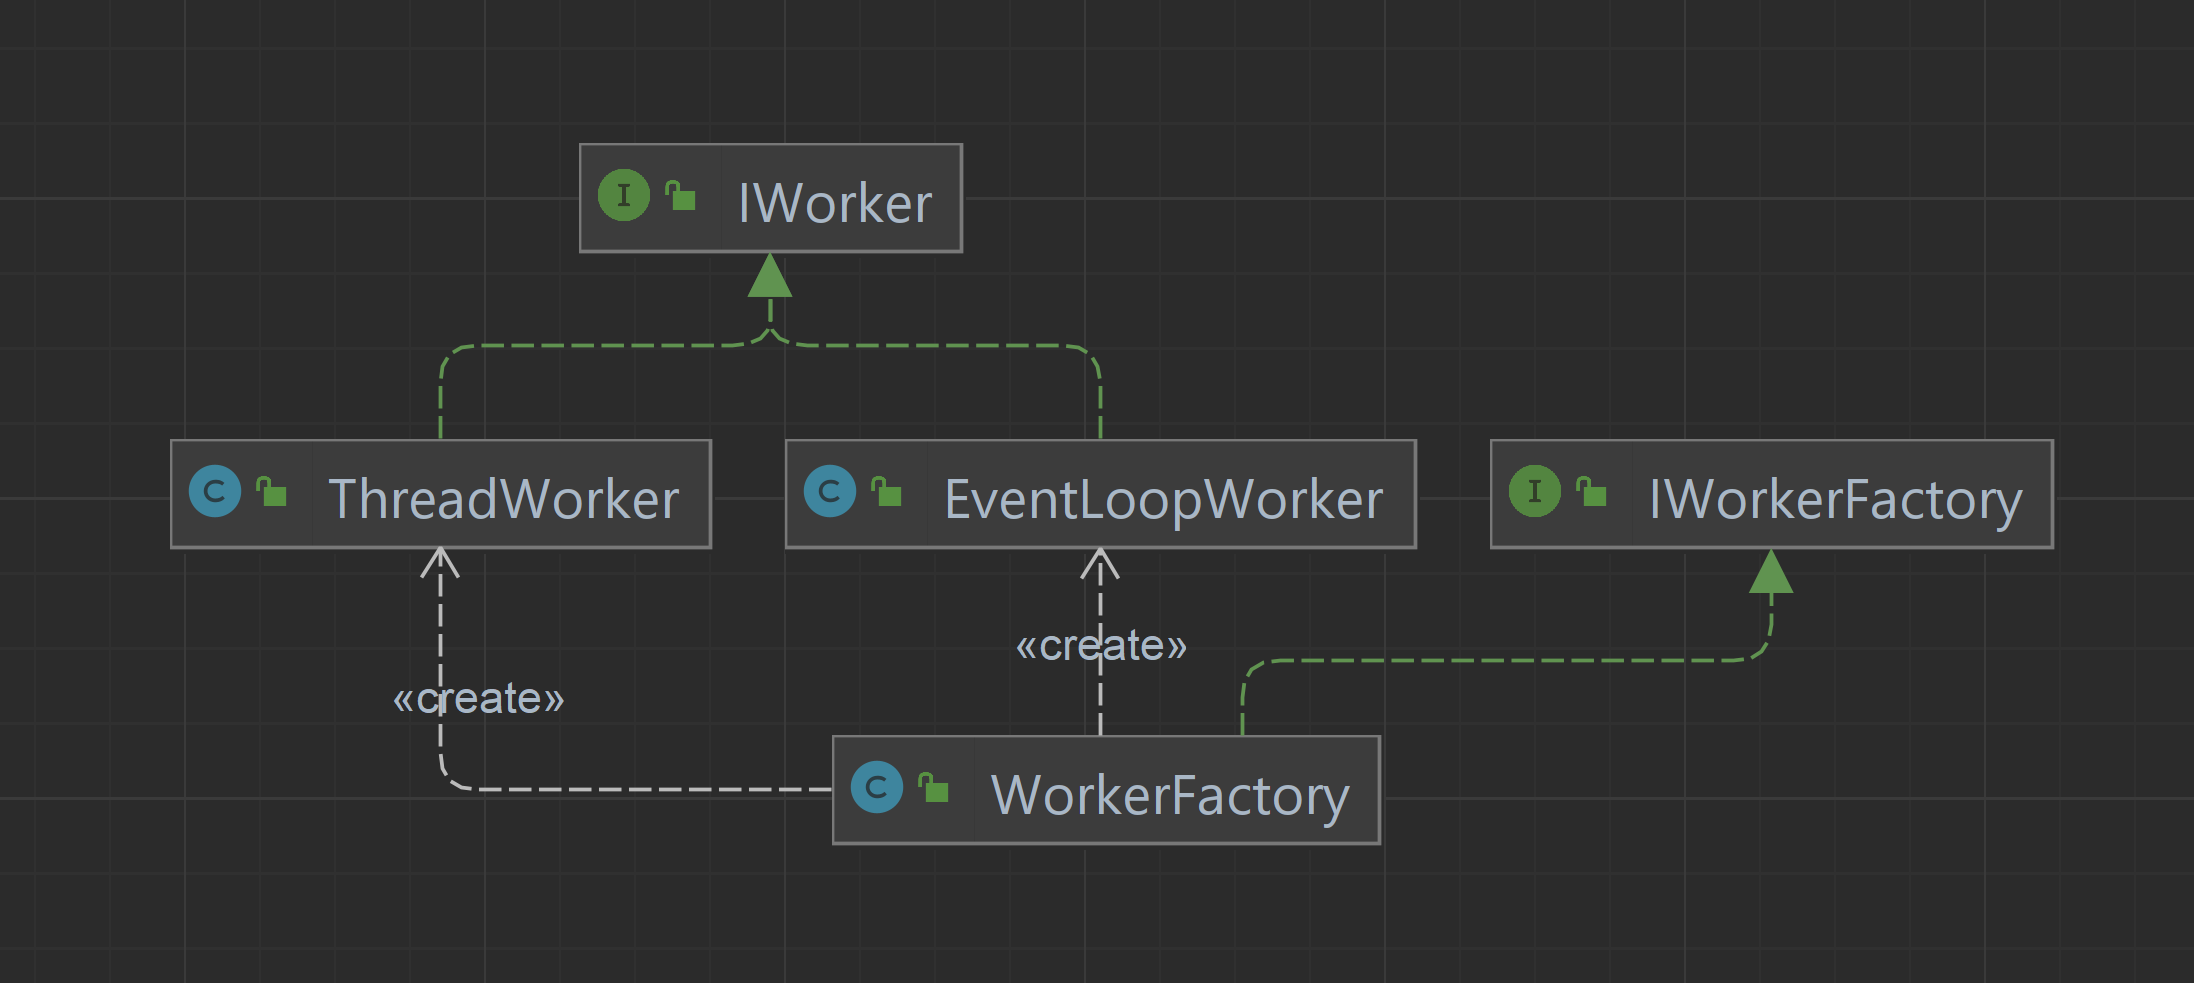 I IWorker
C ThreadWorker
C EventLoopWorker
I IWorkerFactory
«create»
«create»
C WorkerFactory